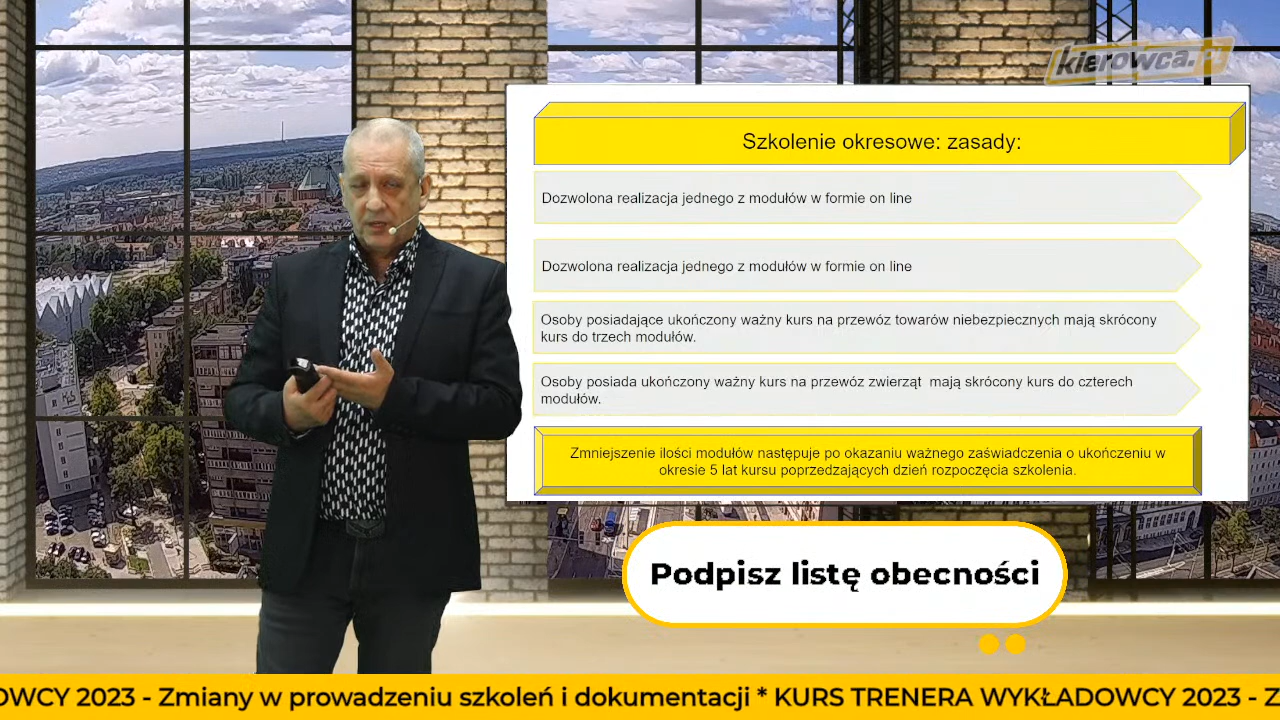 kierowca.pl
Szkolenie okresowe: zasady:
Dozwolona realizacja jednego z modułów w formie on line
Dozwolona realizacja jednego z modułów w formie on line
Osoby posiadające ukończony ważny kurs na przewóz towarów niebezpiecznych mają skrócony
kurs do trzech modułów.
Osoby posiada ukończony ważny kurs na przewóz zwierząt  mają skrócony kurs do czterech
modułów.
Zmniejszenie ilości modułów następuje po okazaniu ważnego zaświadczenia o ukończeniu w
okresie 5 lat kursu poprzedzających dzień rozpoczęcia szkolenia.
Podpisz listę obecności
OWCY 2023 - Zmiany w prowadzeniu szkoleń i dokumentacji * KURS TRENERA WYKŁADOWCY 2023 - Z